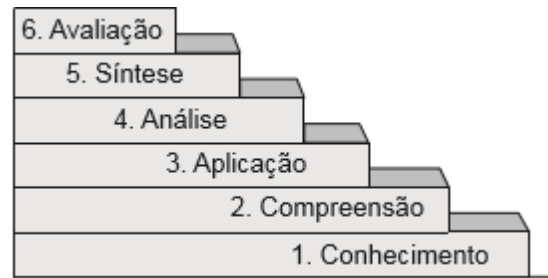 6. Avaliação
5. Síntese
4. Análise
3. Aplicação
2. Compreensão
1. Conhecimento